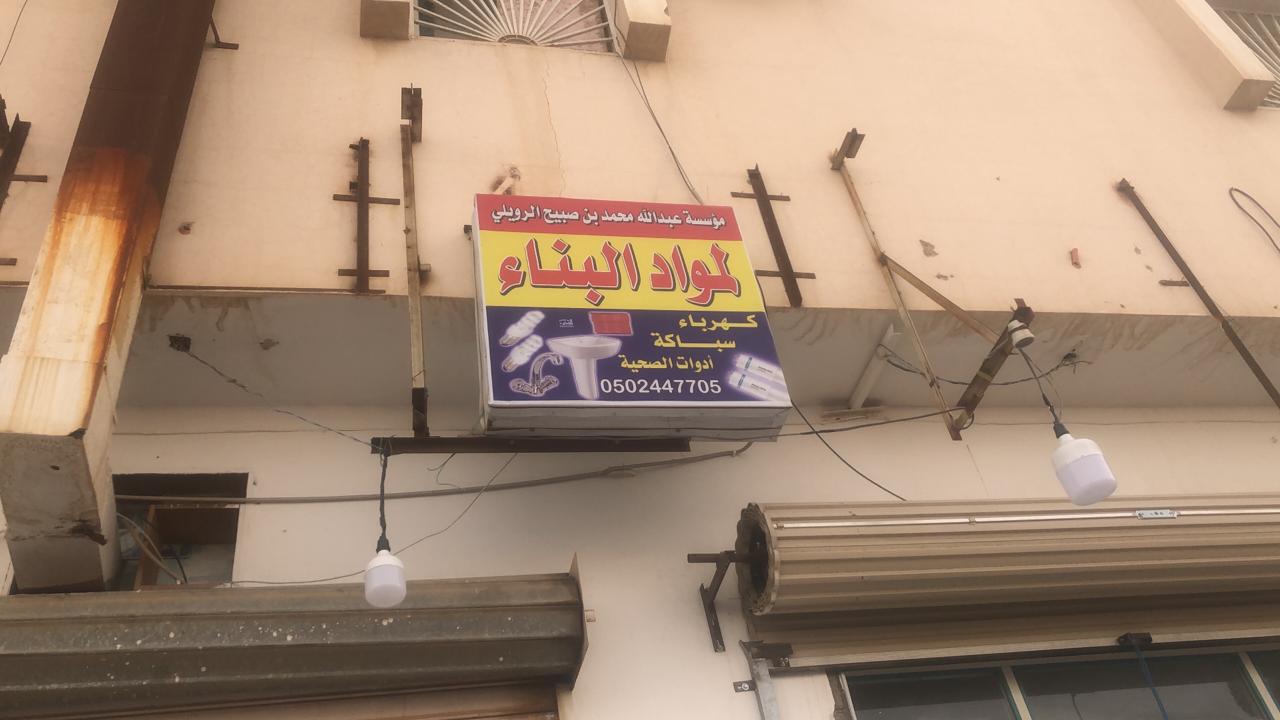 مؤسسة عبدالله محمد بن صبيح الرويلي
لمواد البناء
كهرباء
سباكة
أدوات الصحية
0502447705